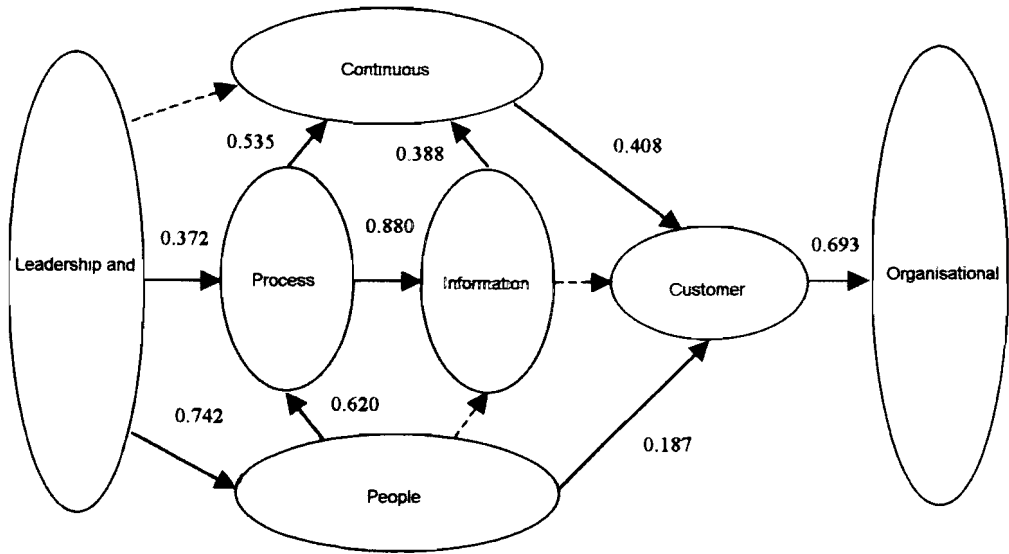 Continuous
0.535
0.388
0.408
0.372
0.880
0.693
Leadership and
Process
Information
Customer
Organisational
0.742
0.620
0.187
People